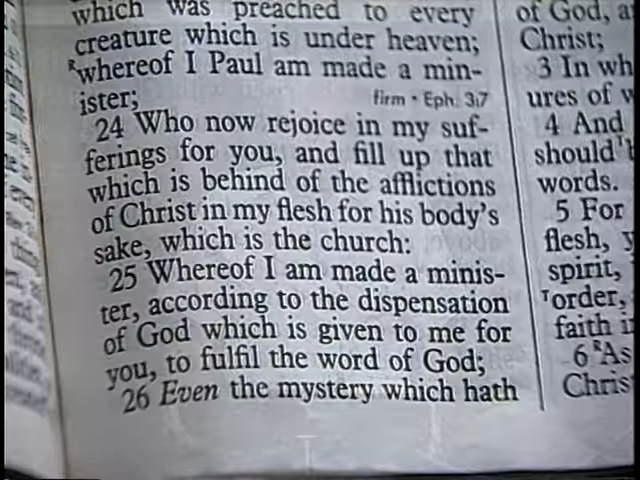 which was preached to every
creature which is under heaven;
Rwhereof I Paul am made a min-
ister; firm • Eph. 3:7
24 Who now rejoice in my suf-
ferings for you, and fill up that
which is behind of the afflictions
of Christ in my flesh for his body's
sake, which is the church:
25 Whereof I am made a minis-
ter, according to the dispensation
of God which is given to me for
you, to fulfil the word of God;
26 Even the mystery which hath
of God, a
Christ;
3 In wh
ures of w
4 And
should
words.
5 For
flesh, y
spirit,
Torder,
faith i
6 RAs
Chris